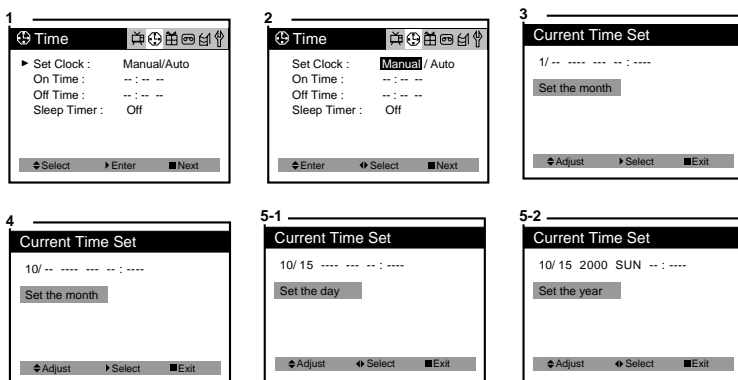 1
Time
Set Clock : Manual/Auto
On Time : -- : -- --
Off Time : -- : -- --
Sleep Timer : Off
Select Enter Next
2
Time
Set Clock : Manual / Auto
On Time : -- : -- --
Off Time : -- : -- --
Sleep Timer : Off
Enter Select Next
3
Current Time Set
1/ -- ---- --- -- : ----
Set the month
Adjust Select Exit
4
Current Time Set
10/ -- ---- --- -- : ----
Set the month
Adjust Select Exit
5-1
Current Time Set
10/ 15 ---- --- -- : ----
Set the day
Adjust Select Exit
5-2
Current Time Set
10/ 15 2000 SUN -- : ----
Set the year
Adjust Select Exit